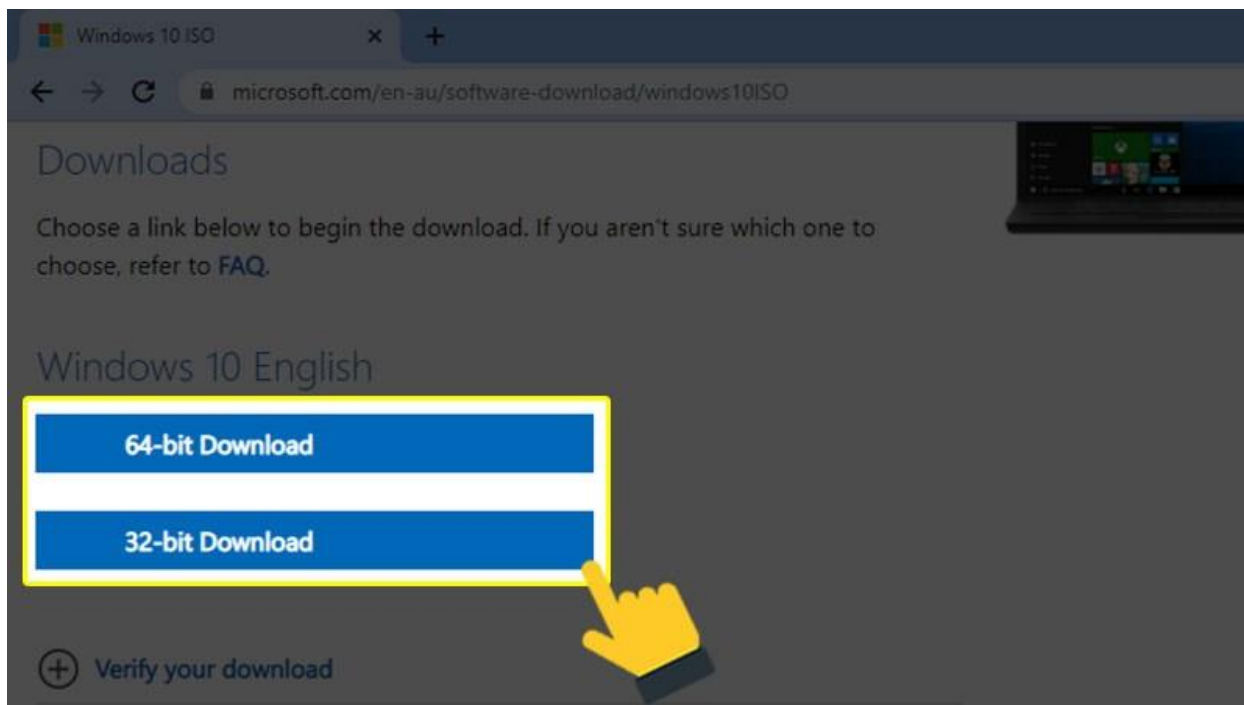 Windows 10 ISO
microsoft.com/en-au/software-download/windows10ISO
Downloads
Choose a link below to begin the download. If you aren't sure which one to
choose, refer to FAQ.
Windows 10 English
64-bit Download
32-bit Download
Verify your download